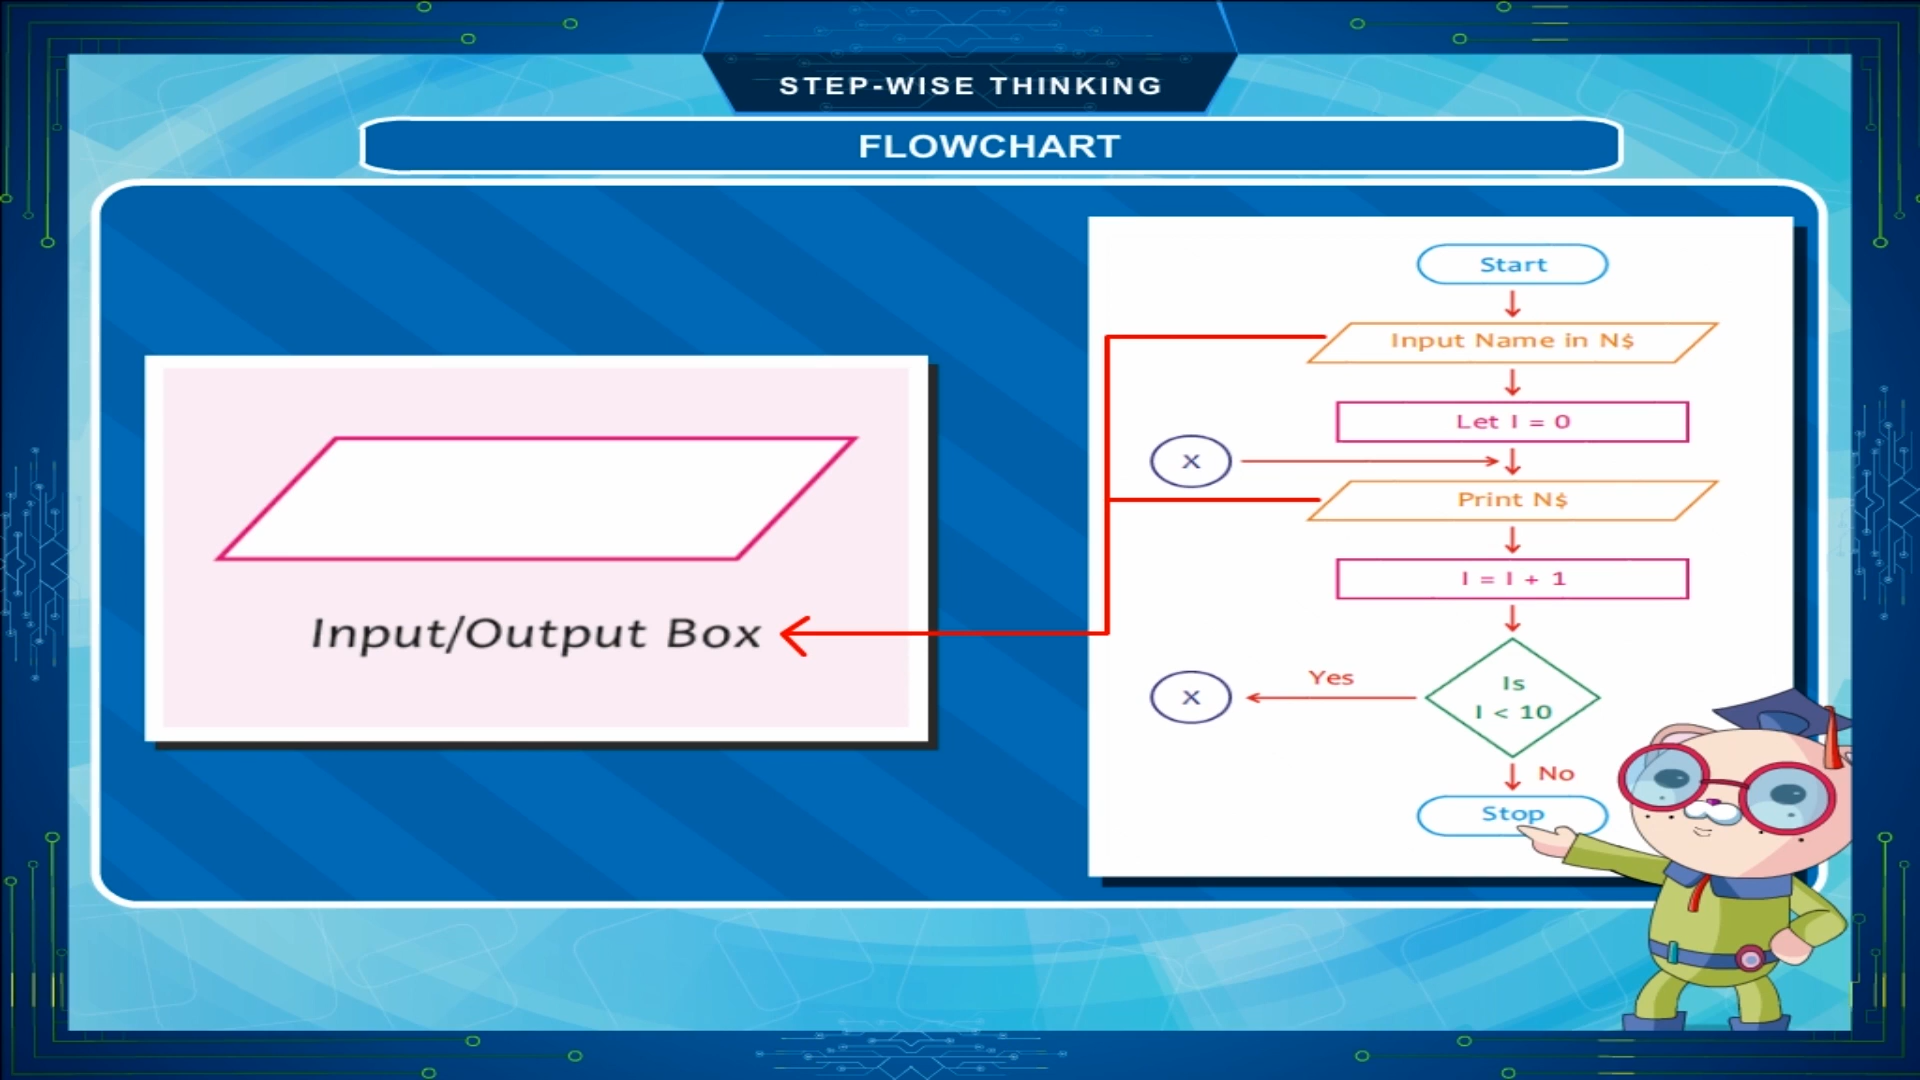 STEP-WISE THINKING
FLOWCHART
Start
Input Name in N$
Let I = 0
X
Print N$
I = I + 1
Input/Output Box
Is
I < 10
Yes
X
No
Stop